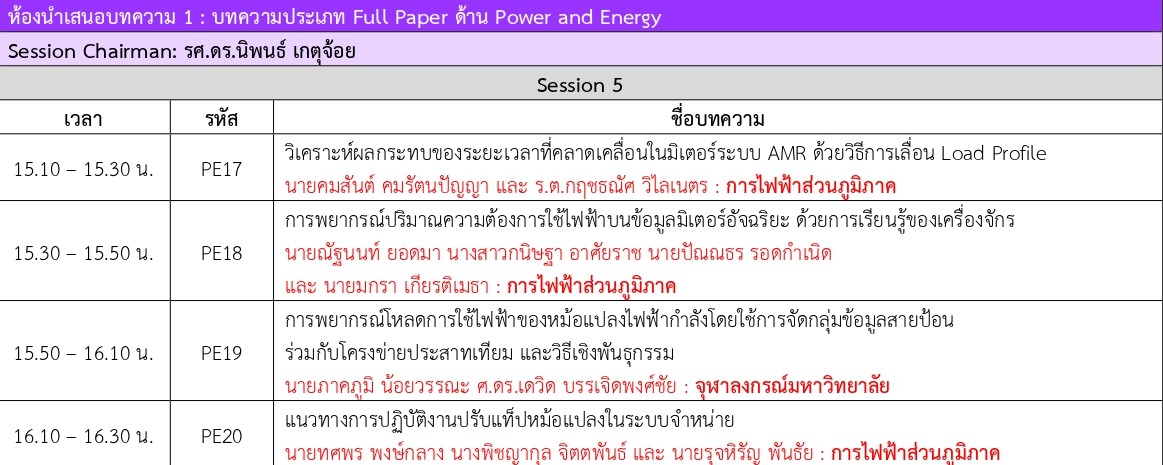 ห้องนำเสนอบทความ 1 : บทความประเภท Full Paper ด้าน Power and Energy
Session Chairman: รศ.ดร.นิพนธ์ เกตุจ้อย
Session 5
เวลา รหัส ชื่อบทความ
15.10 – 15.30 น. PE17 วิเคราะห์ผลกระทบของระยะเวลาที่คลาดเคลื่อนในมิเตอร์ระบบ AMR ด้วยวิธีการเลื่อน Load Profile
นายคมสันต์ คมรัตนปัญญา และ ร.ต.กฤชธณัศ วิไลเนตร : การไฟฟ้าส่วนภูมิภาค
15.30 – 15.50 น. PE18 การพยากรณ์ปริมาณความต้องการใช้ไฟฟ้าบนข้อมูลมิเตอร์อัจฉริยะ ด้วยการเรียนรู้ของเครื่องจักร
นายณัฐนนท์ ยอดมา นางสาวกนิษฐา อาศัยราช นายปัณณธร รอดกำเนิด
และ นายมกรา เกียรติเมธา : การไฟฟ้าส่วนภูมิภาค
15.50 – 16.10 น. PE19 การพยากรณ์โหลดการใช้ไฟฟ้าของหม้อแปลงไฟฟ้ากำลังโดยใช้การจัดกลุ่มข้อมูลสายป้อน
ร่วมกับโครงข่ายประสาทเทียม และวิธีเชิงพันธุกรรม
นายภาคภูมิ น้อยวรรณะ ศ.ดร.เดวิด บรรเจิดพงศ์ชัย : จุฬาลงกรณ์มหาวิทยาลัย
16.10 – 16.30 น. PE20 แนวทางการปฏิบัติงานปรับแท็ปหม้อแปลงในระบบจำหน่าย
นายทศพร พงษ์กลาง นางพิชญากุล จิตตพันธ์ และ นายรุจหิรัญ พันธัย : การไฟฟ้าส่วนภูมิภาค